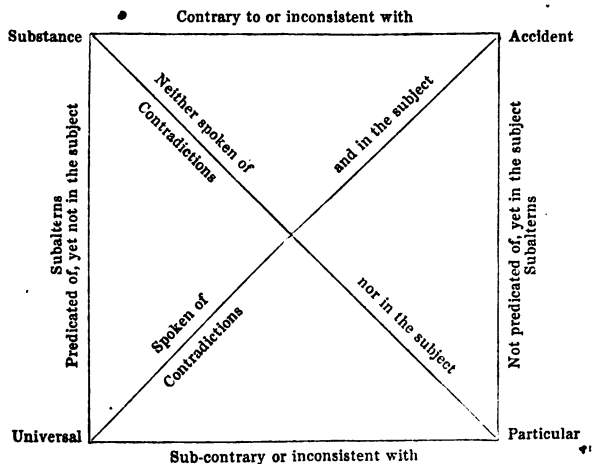 Contrary to or inconsistent with
Substance
Accident
Neither spoken of
Contradictions
and in the subject
Subalterns
Predicated of, yet not in the subject
Not predicated of, yet in the subject
Subalterns
Spoken of
Contradictions
nor in the subject
Universal
Particular
Sub-contrary or inconsistent with